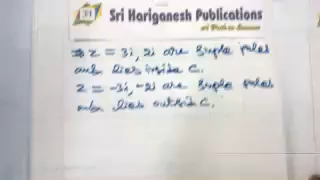 31
Sri Hariganesh Publications
⇒ z = 3i, 2i are simple poles
and lies inside C.
z = -3i, -2i are simple poles
and lies outside C.